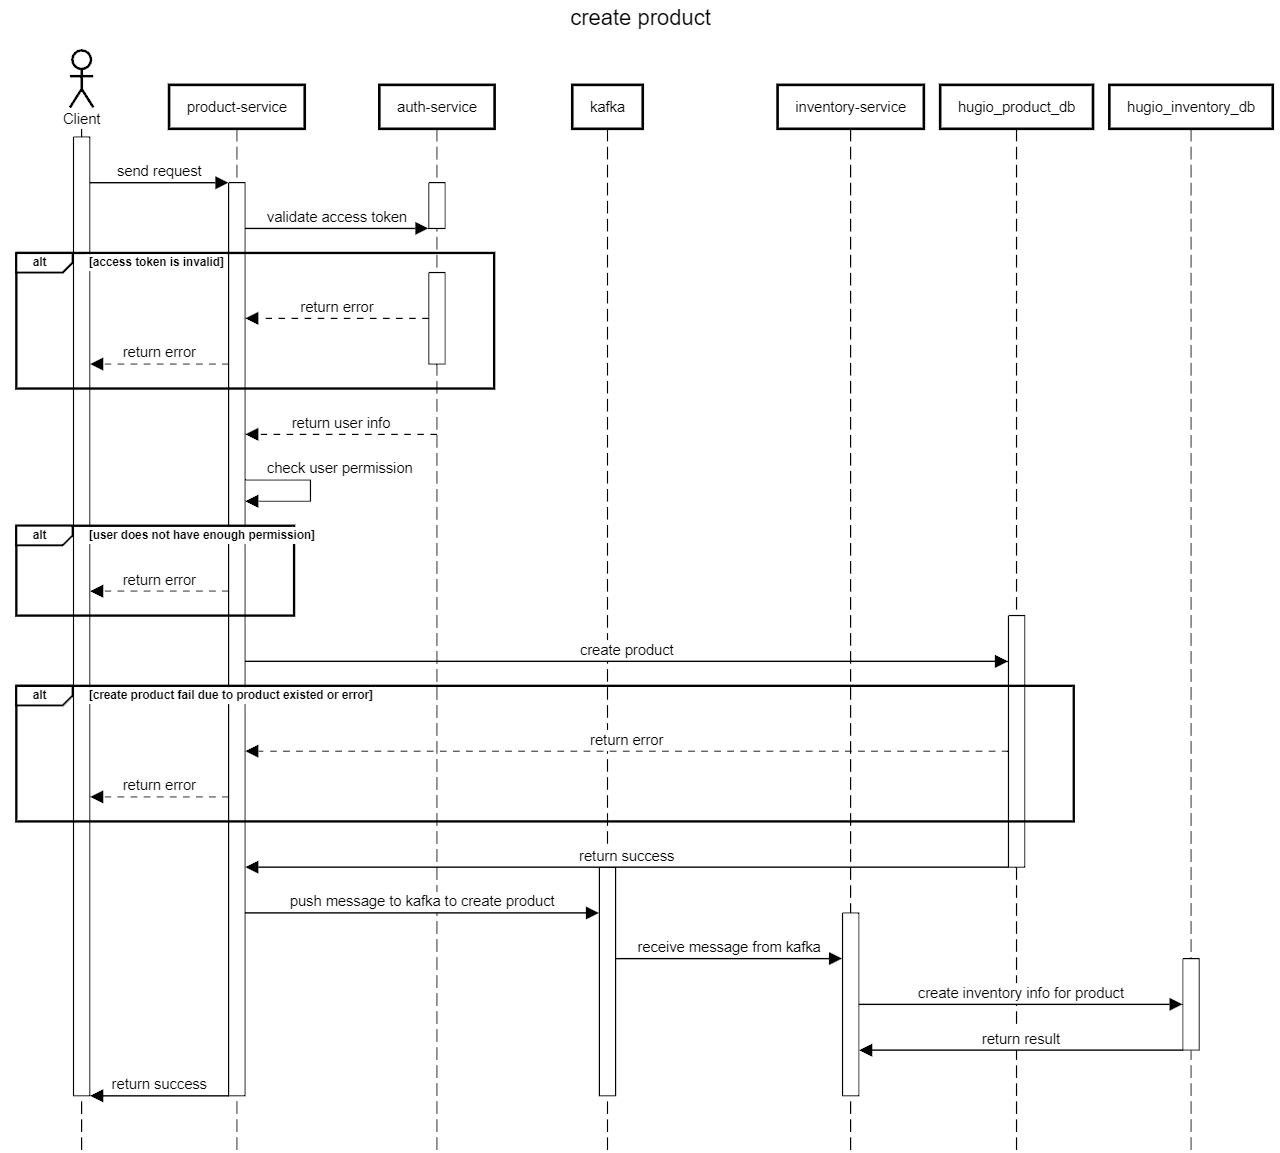 create product
Client
product-service
auth-service
kafka
inventory-service
hugio_product_db
hugio_inventory_db
send request
validate access token
alt
[access token is invalid]
return error
return error
return user info
check user permission
alt
[user does not have enough permission]
return error
create product
alt
[create product fail due to product existed or error]
return error
return error
return success
push message to kafka to create product
receive message from kafka
create inventory info for product
return result
return success